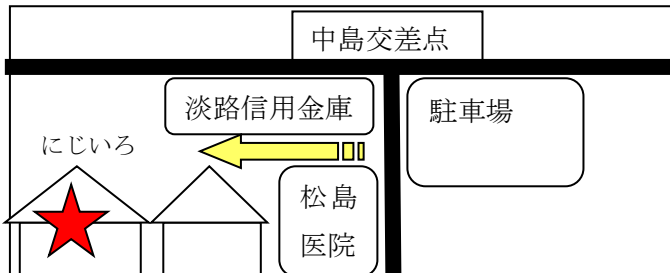 中島交差点
淡路信用金庫
駐車場
にじいろ
松島
医院